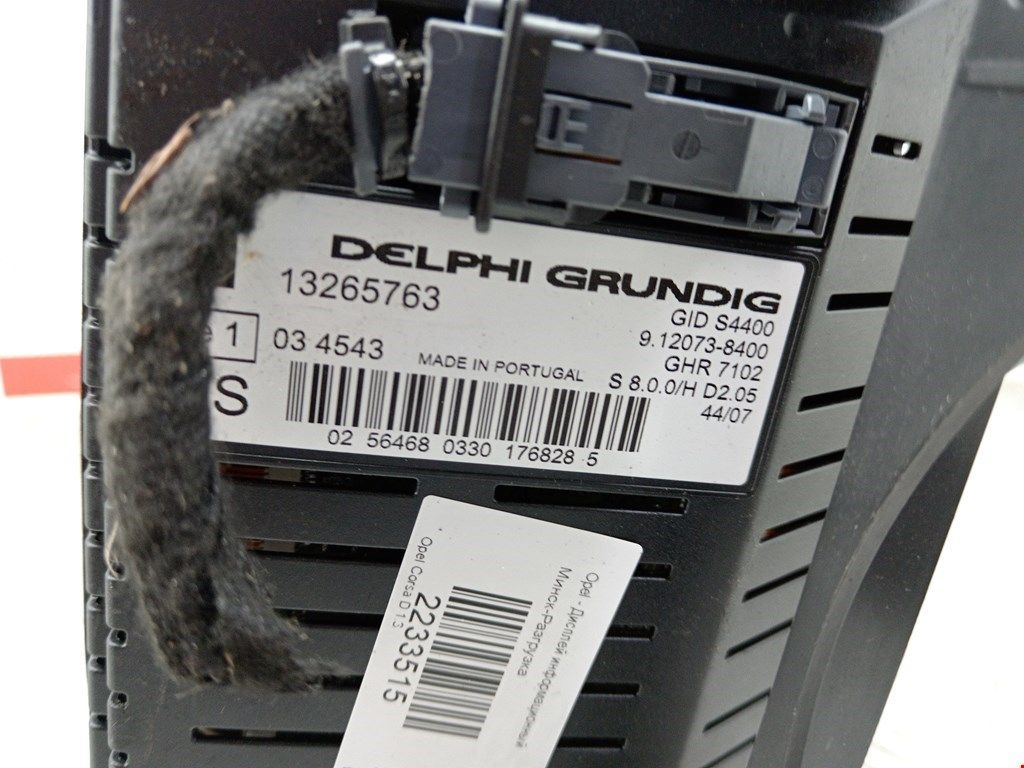 DELPHI GRUNDIG
13265763
GID S4400
9.12073-8400
GHR 7102
e 1
03 4543
MADE IN PORTUGAL
S 8.0.0/H D2.05
44/07
S
02 56468 0330 176828 5
Opel - Дисплей информационный
Минск-Разгрузка
2233515
Opel Corsa D 1.3